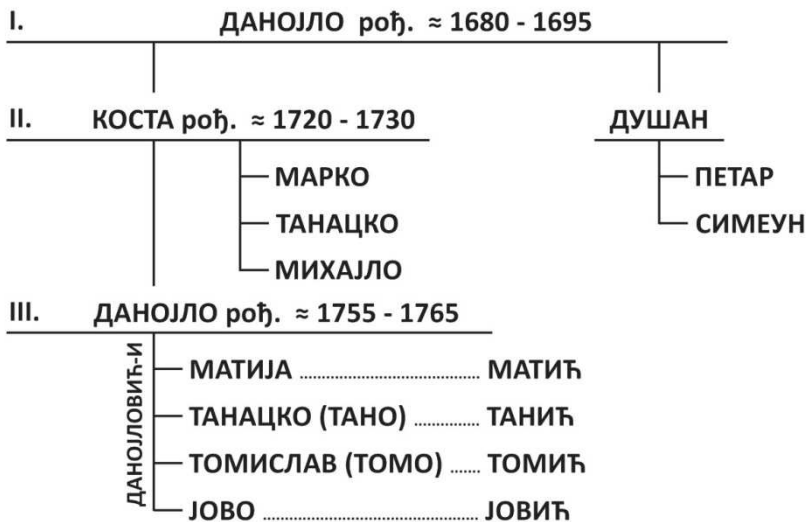 I. ДАНОЈЛО рођ. ≈ 1680 - 1695
II. КОСТА рођ. ≈ 1720 - 1730 ДУШАН
МАРКО ПЕТАР
ТАНАЦКО СИМЕУН
МИХАЈЛО
III. ДАНОЈЛО рођ. ≈ 1755 - 1765
ДАНОЈЛОВИЋ-И
МАТИЈА ........................................ МАТИЋ
ТАНАЦКО (ТАНО) .............. ТАНИЋ
ТОМИСЛАВ (ТОМО) ...... ТОМИЋ
ЈОВО ................................................ ЈОВИЋ